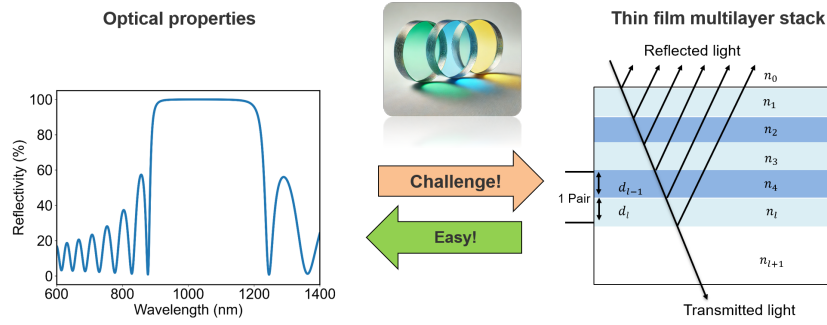 Optical properties
Thin film multilayer stack
Reflected light
n₀
n₁
n₂
n₃
n₄
nₗ
nₗ₊₁
dₗ₋₁
dₗ
1 Pair
Transmitted light
Challenge!
Easy!
Reflectivity (%)
100
80
60
40
20
0
600 800 1000 1200 1400
Wavelength (nm)